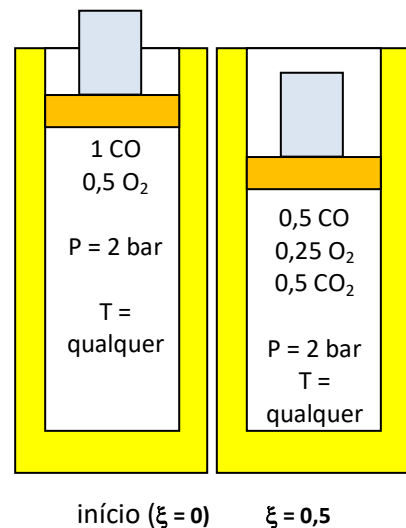 1 CO
0,5 O₂
P = 2 bar
T =
qualquer
0,5 CO
0,25 O₂
0,5 CO₂
P = 2 bar
T =
qualquer
início (ξ = 0)
ξ = 0,5